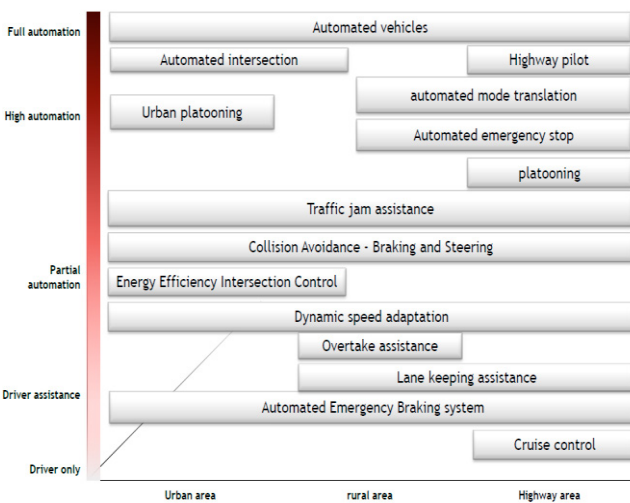 Full automation
Automated vehicles
Automated intersection
Highway pilot
automated mode translation
High automation
Urban platooning
Automated emergency stop
platooning
Traffic jam assistance
Collision Avoidance - Braking and Steering
Partial
automation
Energy Efficiency Intersection Control
Dynamic speed adaptation
Overtake assistance
Lane keeping assistance
Driver assistance
Automated Emergency Braking system
Cruise control
Driver only
Urban area
rural area
Highway area